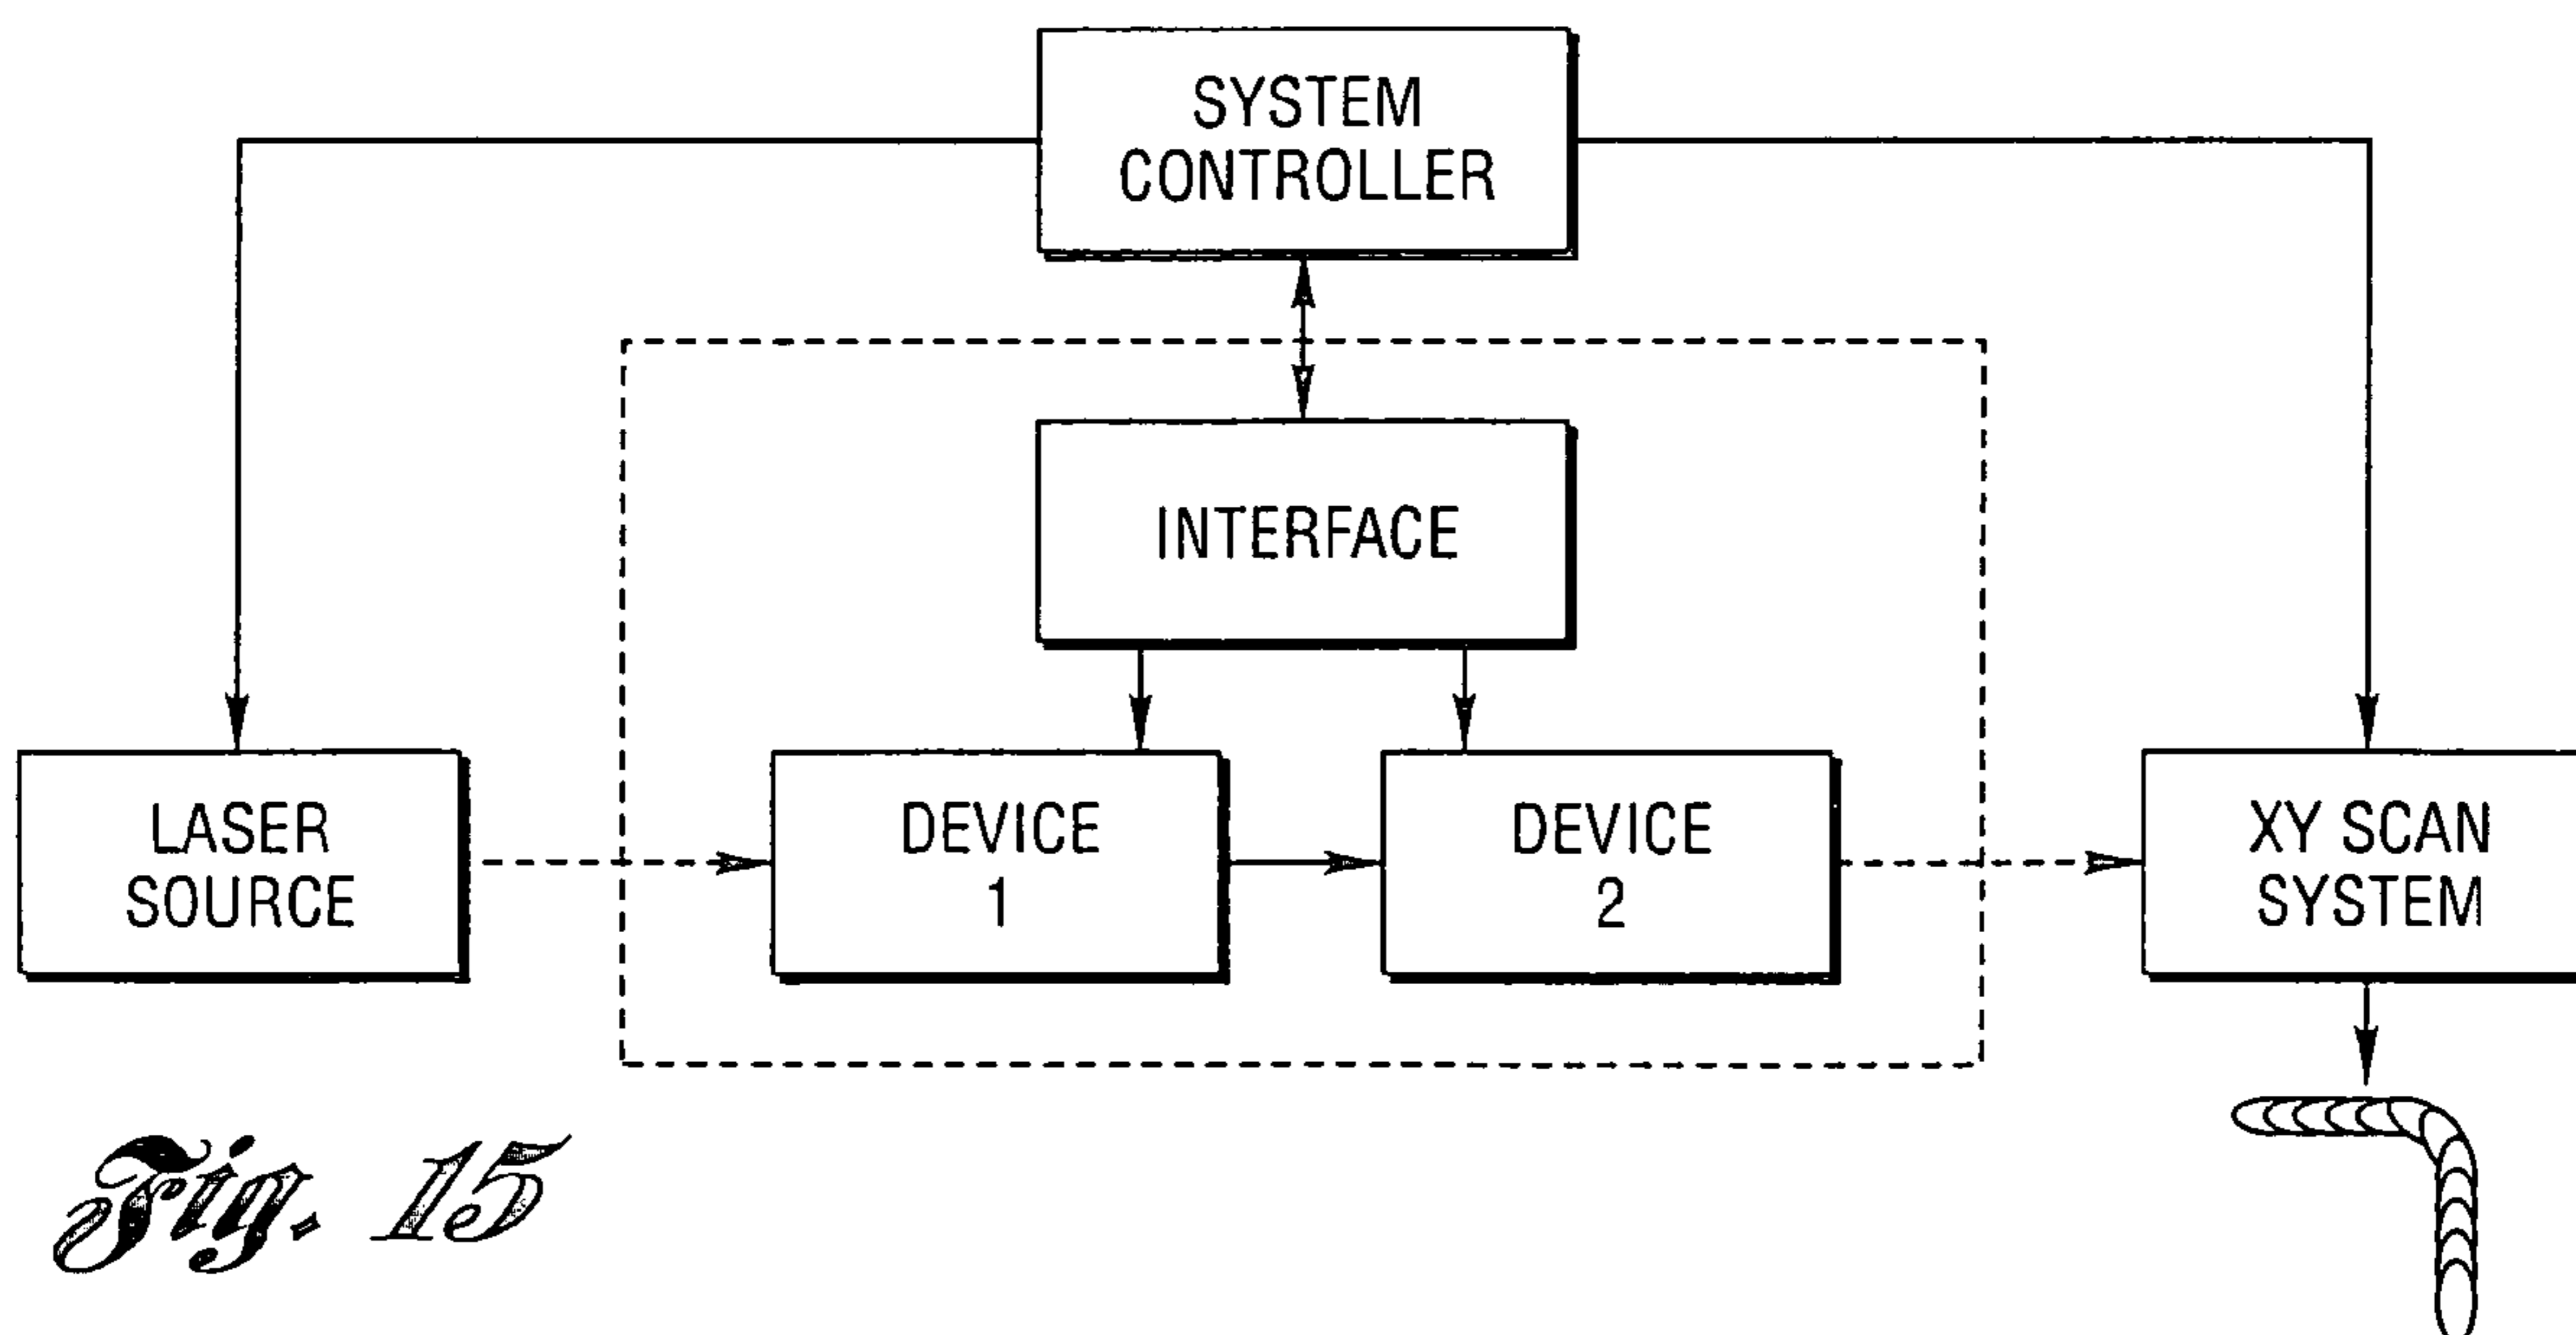 SYSTEM
CONTROLLER
INTERFACE
LASER
SOURCE
DEVICE
1
DEVICE
2
XY SCAN
SYSTEM
Fig. 15